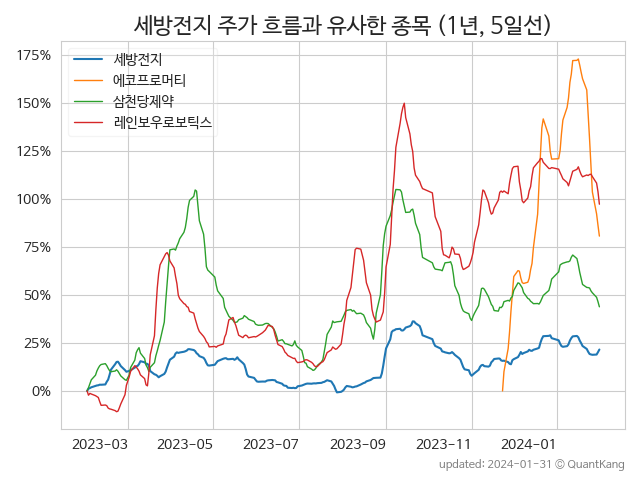 세방전지 주가 흐름과 유사한 종목 (1년, 5일선)
세방전지
에코프로머티
삼천당제약
레인보우로보틱스
175%
150%
125%
100%
75%
50%
25%
0%
2023-03 2023-05 2023-07 2023-09 2023-11 2024-01
updated: 2024-01-31 © QuantKang